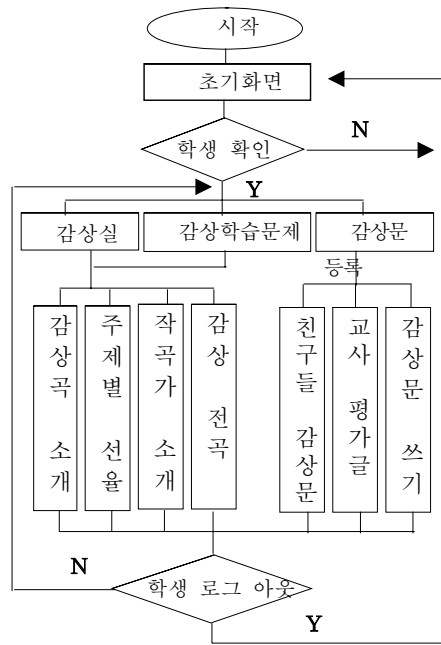 시작
초기화면
학생 확인
N
Y
감상실
감상학습문제
감상문
등록
감상곡 소개
주제별 선율
작곡가 소개
감상 전곡
친구들 감상문
교사 평가글
감상문 쓰기
N
학생 로그 아웃
Y